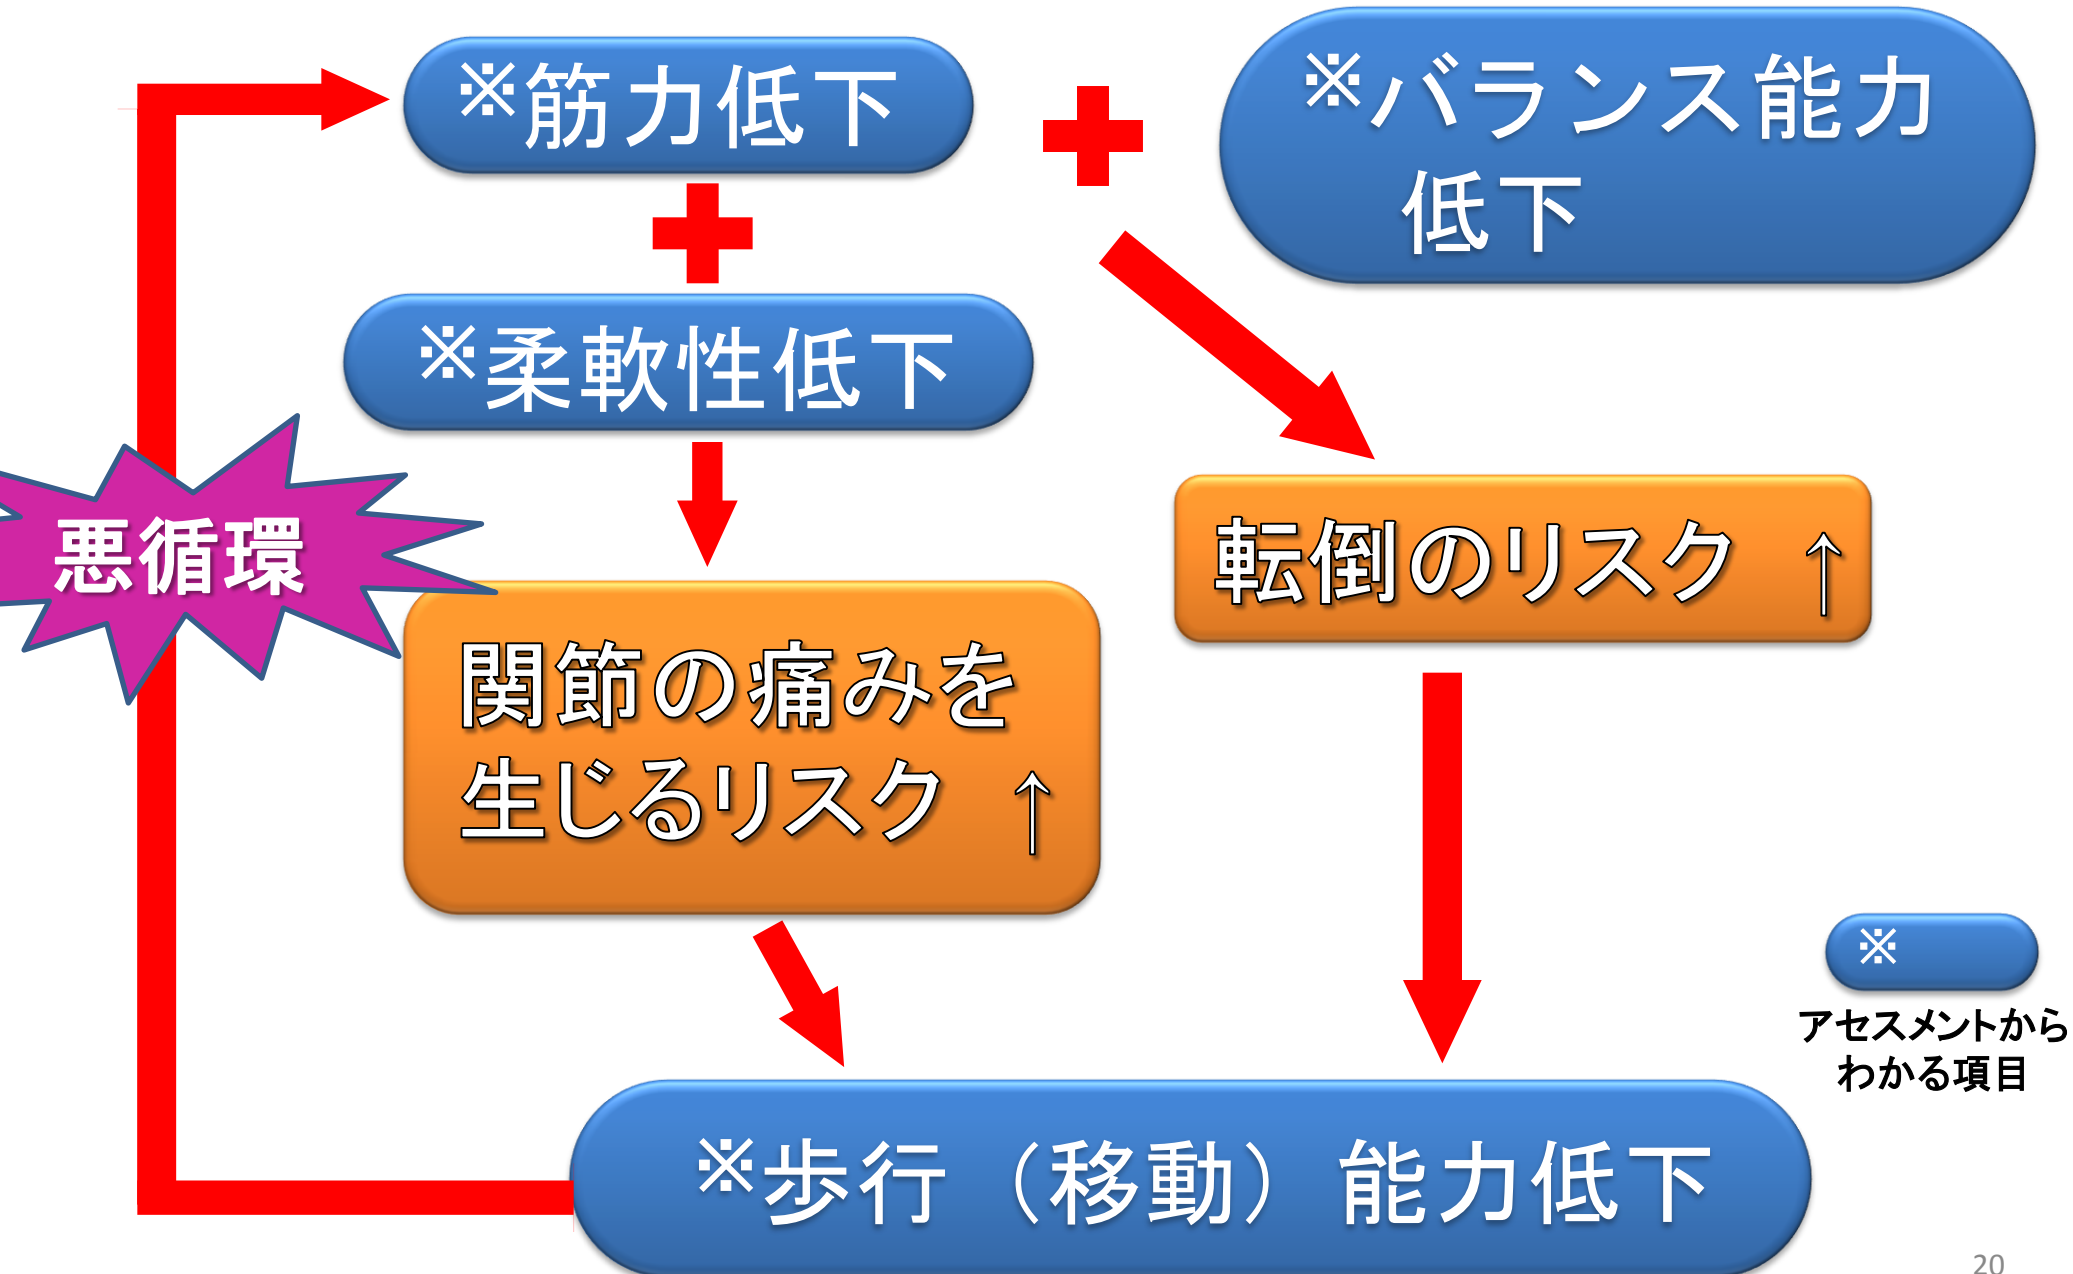 ※筋力低下
※バランス能力
低下
※柔軟性低下
悪循環
転倒のリスク ↑
関節の痛みを
生じるリスク ↑
※
アセスメントから
わかる項目
※歩行（移動）能力低下
20